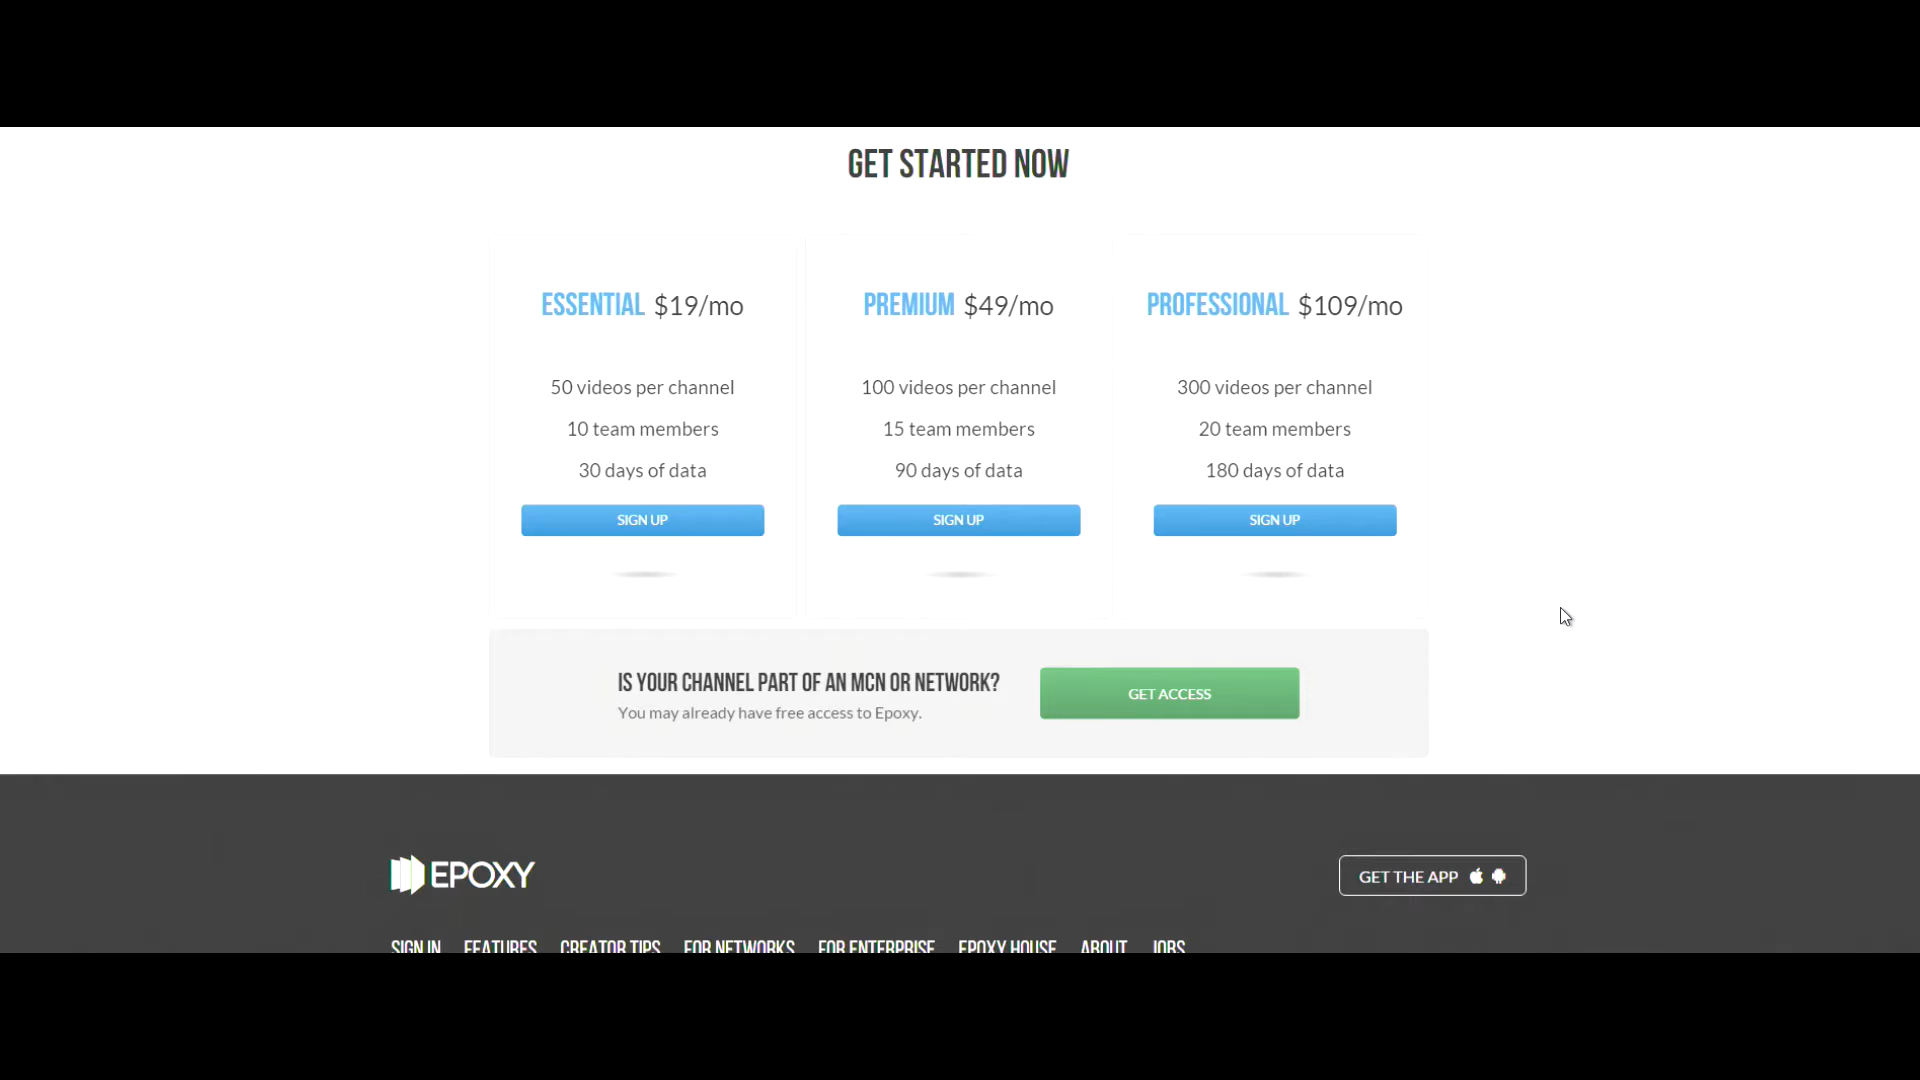 GET STARTED NOW
ESSENTIAL $19/mo
50 videos per channel
10 team members
30 days of data
SIGN UP
PREMIUM $49/mo
100 videos per channel
15 team members
90 days of data
SIGN UP
PROFESSIONAL $109/mo
300 videos per channel
20 team members
180 days of data
SIGN UP
IS YOUR CHANNEL PART OF AN MCN OR NETWORK?
You may already have free access to Epoxy.
GET ACCESS
EPOXY
GET THE APP
SIGN IN FEATURES CREATOR TIPS FOR NETWORKS FOR ENTERPRISE EPOXY HOUSE ABOUT JOBS